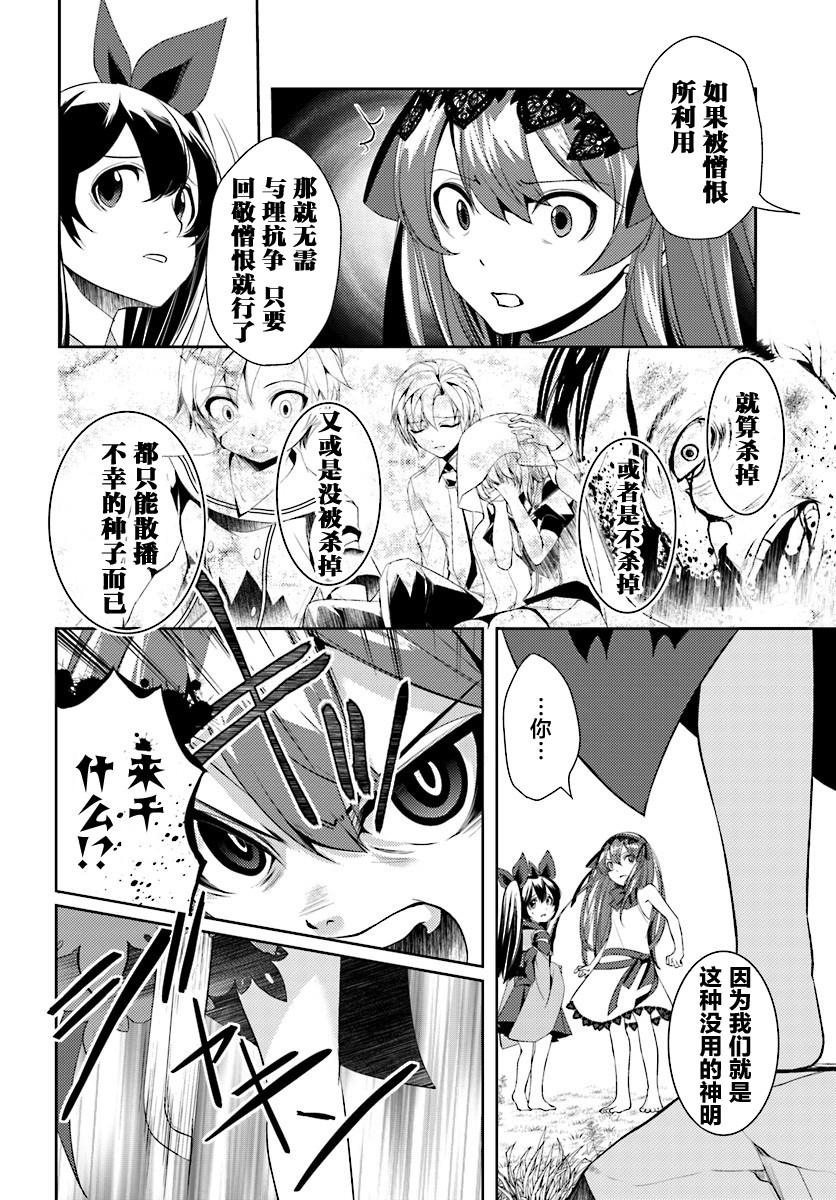 如果被憎恨
所利用
那就无需
与理抗争 只要
回敬憎恨就行了
就算杀掉
或者是不杀掉
又或是没被杀掉
都只能散播
不幸的种子而已
…你…
因为我们就是
这种没用的神明
来干
什么!?